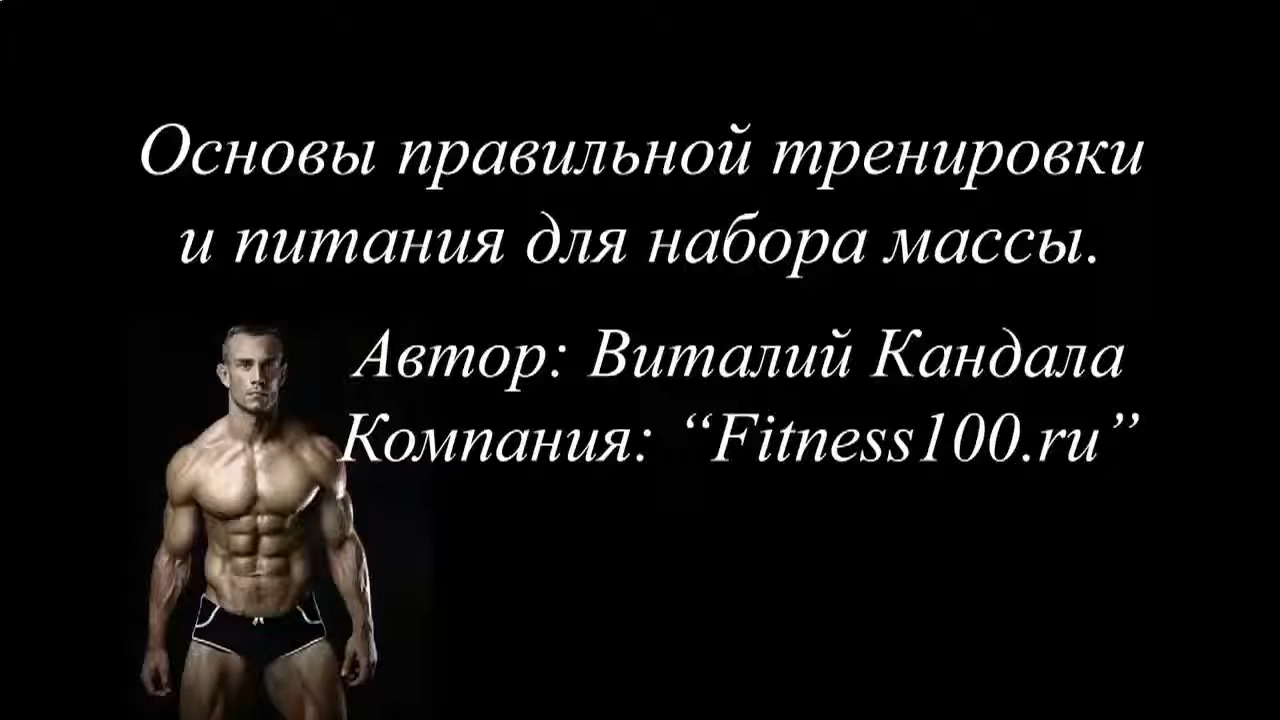 Основы правильной тренировки
и питания для набора массы.
Автор: Виталий Кандала
Компания: “Fitness100.ru”